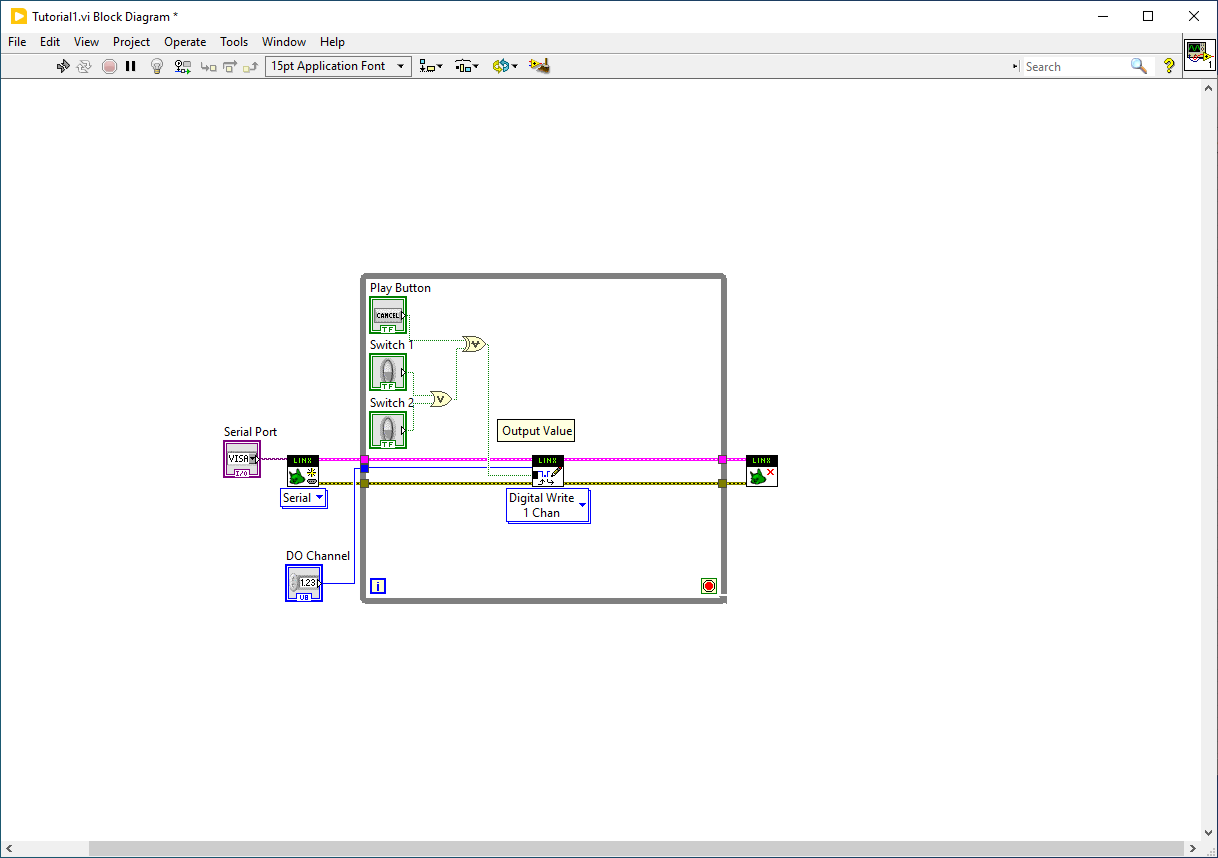 Tutorial1.vi Block Diagram *
File Edit View Project Operate Tools Window Help
15pt Application Font
Search
?
1
Play Button
CANCEL
TF
Switch 1
TF
V
Switch 2
V
TF
Output Value
Serial Port
VISA
I/O
LINX
LINX
LINX
Serial
Digital Write
1 Chan
DO Channel
1.23
U8
i